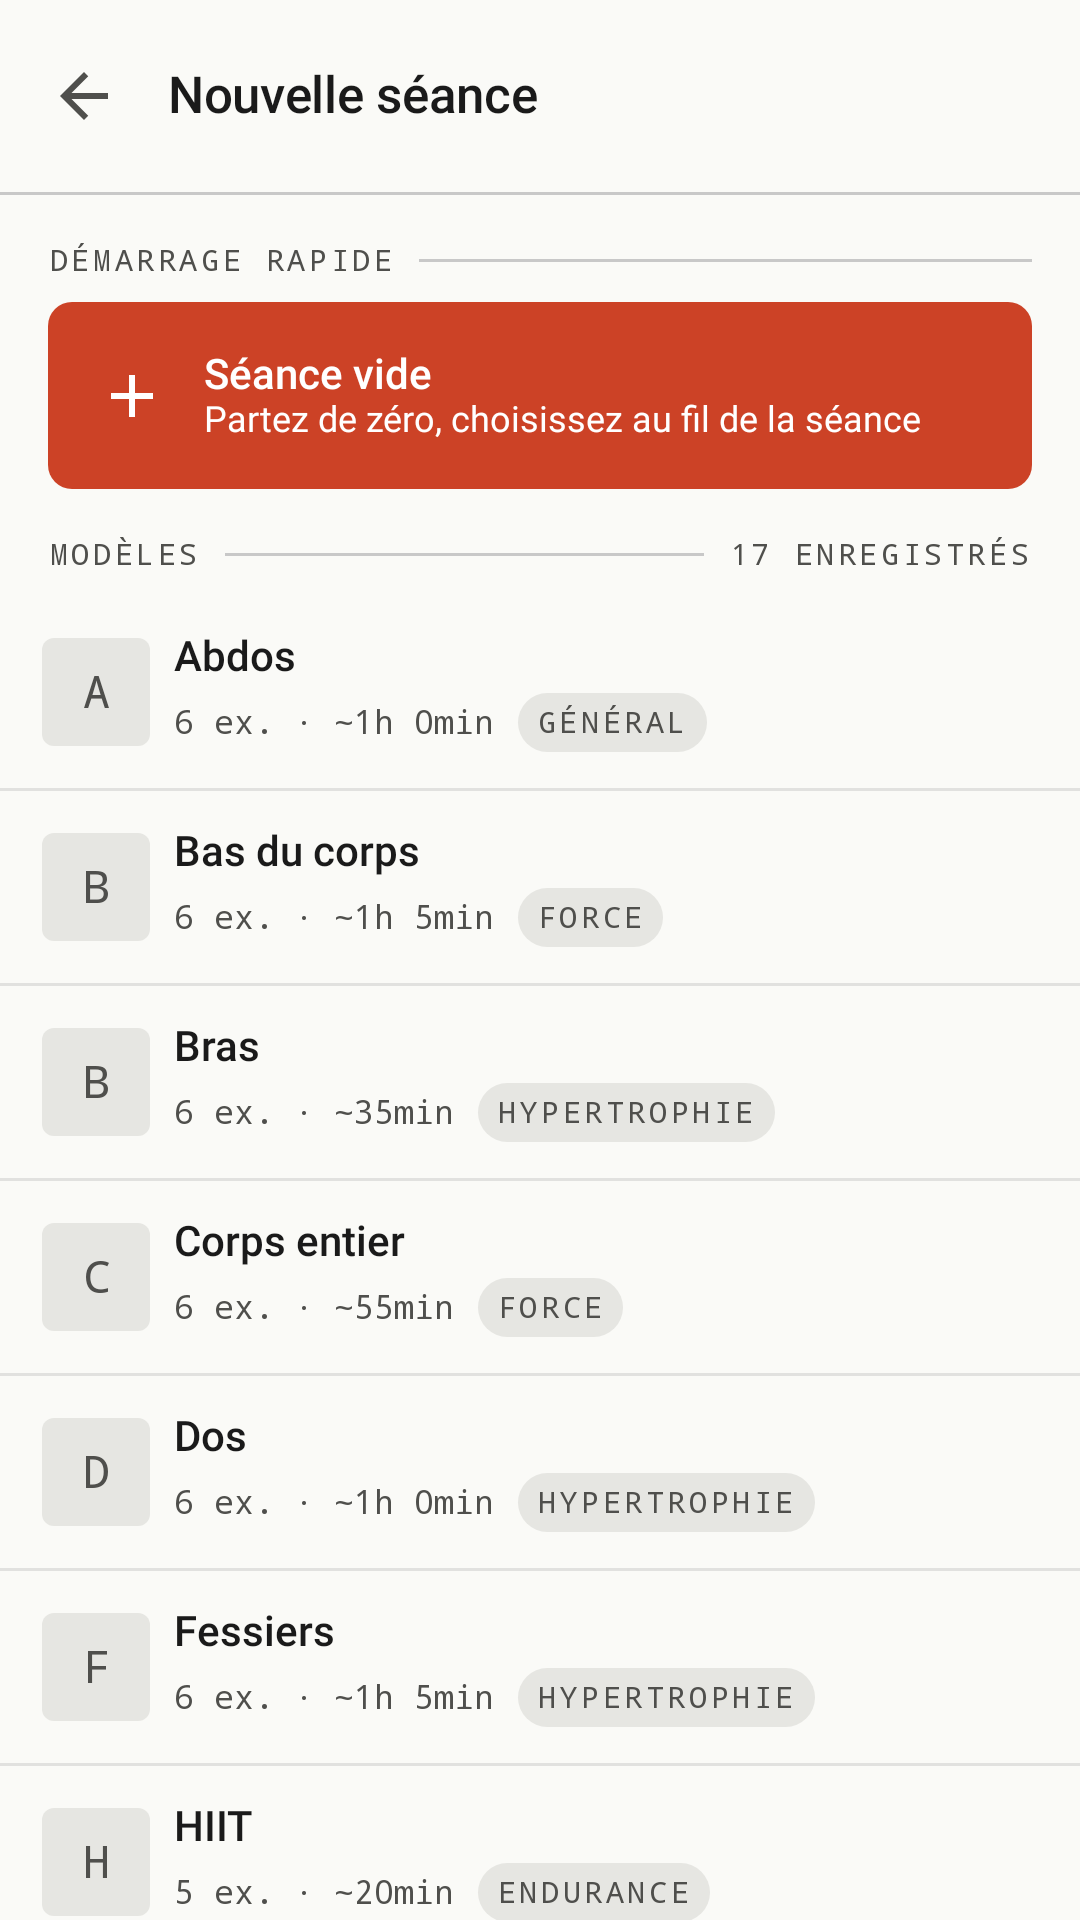 Nouvelle séance
DÉMARRAGE RAPIDE
Séance vide
Partez de zéro, choisissez au fil de la séance
MODÈLES 17 ENREGISTRÉS
A
Abdos
6 ex. · ~1h 0min GÉNÉRAL
B
Bas du corps
6 ex. · ~1h 5min FORCE
B
Bras
6 ex. · ~35min HYPERTROPHIE
C
Corps entier
6 ex. · ~55min FORCE
D
Dos
6 ex. · ~1h 0min HYPERTROPHIE
F
Fessiers
6 ex. · ~1h 5min HYPERTROPHIE
H
HIIT
5 ex. · ~20min ENDURANCE